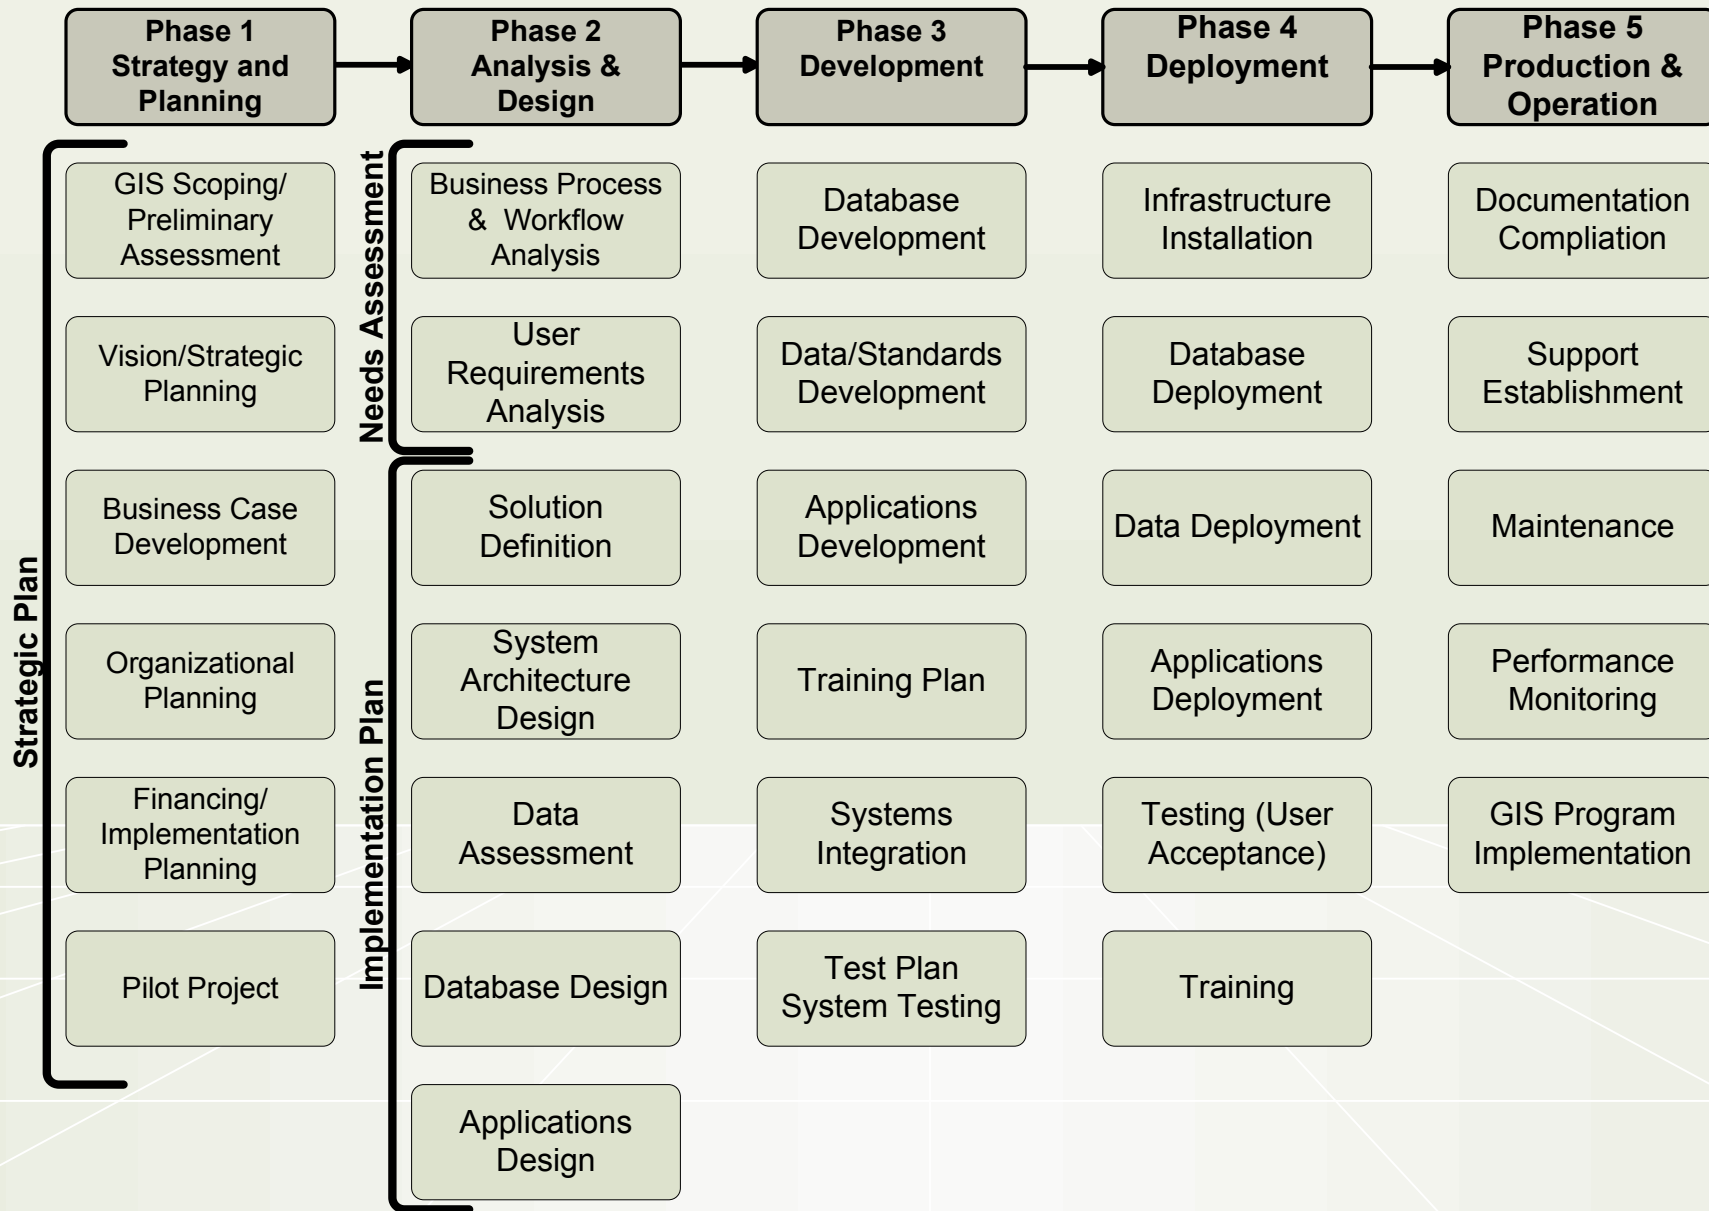 Phase 1
Strategy and
Planning
Phase 2
Analysis &
Design
Phase 3
Development
Phase 4
Deployment
Phase 5
Production &
Operation
Strategic Plan
GIS Scoping/
Preliminary
Assessment
Vision/Strategic
Planning
Business Case
Development
Organizational
Planning
Financing/
Implementation
Planning
Pilot Project
Needs Assessment
Business Process
& Workflow
Analysis
User
Requirements
Analysis
Implementation Plan
Solution
Definition
System
Architecture
Design
Data
Assessment
Database Design
Applications
Design
Database
Development
Data/Standards
Development
Applications
Development
Training Plan
Systems
Integration
Test Plan
System Testing
Infrastructure
Installation
Database
Deployment
Data Deployment
Applications
Deployment
Testing (User
Acceptance)
Training
Documentation
Compliation
Support
Establishment
Maintenance
Performance
Monitoring
GIS Program
Implementation